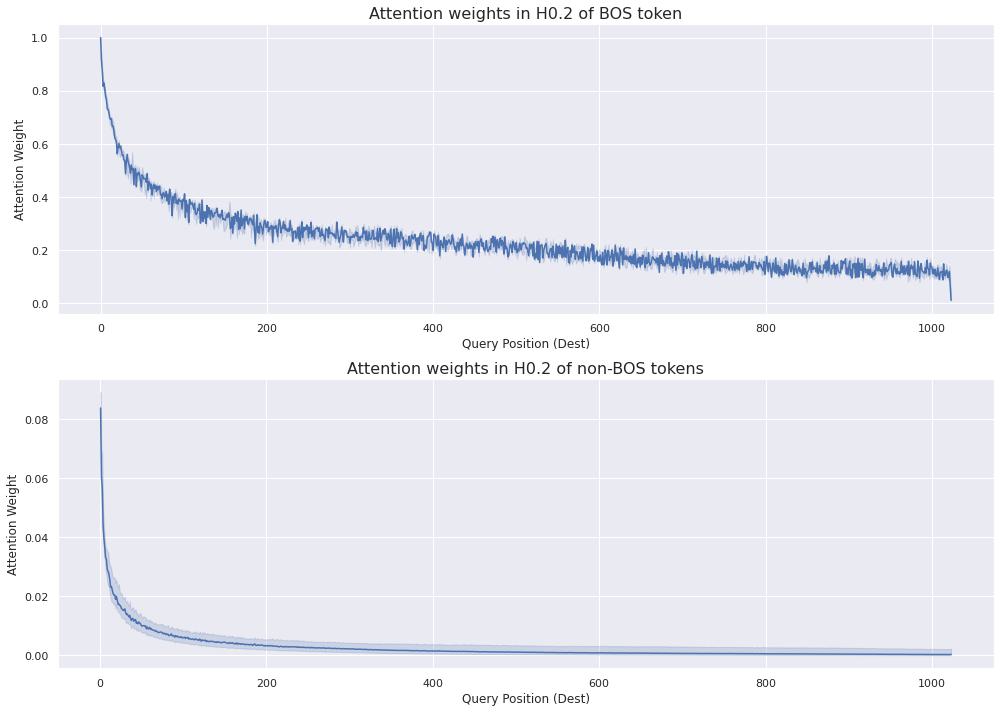 Attention weights in H0.2 of BOS token
1.0
0.8
0.6
0.4
0.2
0.0
Attention Weight
0 200 400 600 800 1000
Query Position (Dest)
Attention weights in H0.2 of non-BOS tokens
0.08
0.06
0.04
0.02
0.00
Attention Weight
0 200 400 600 800 1000
Query Position (Dest)